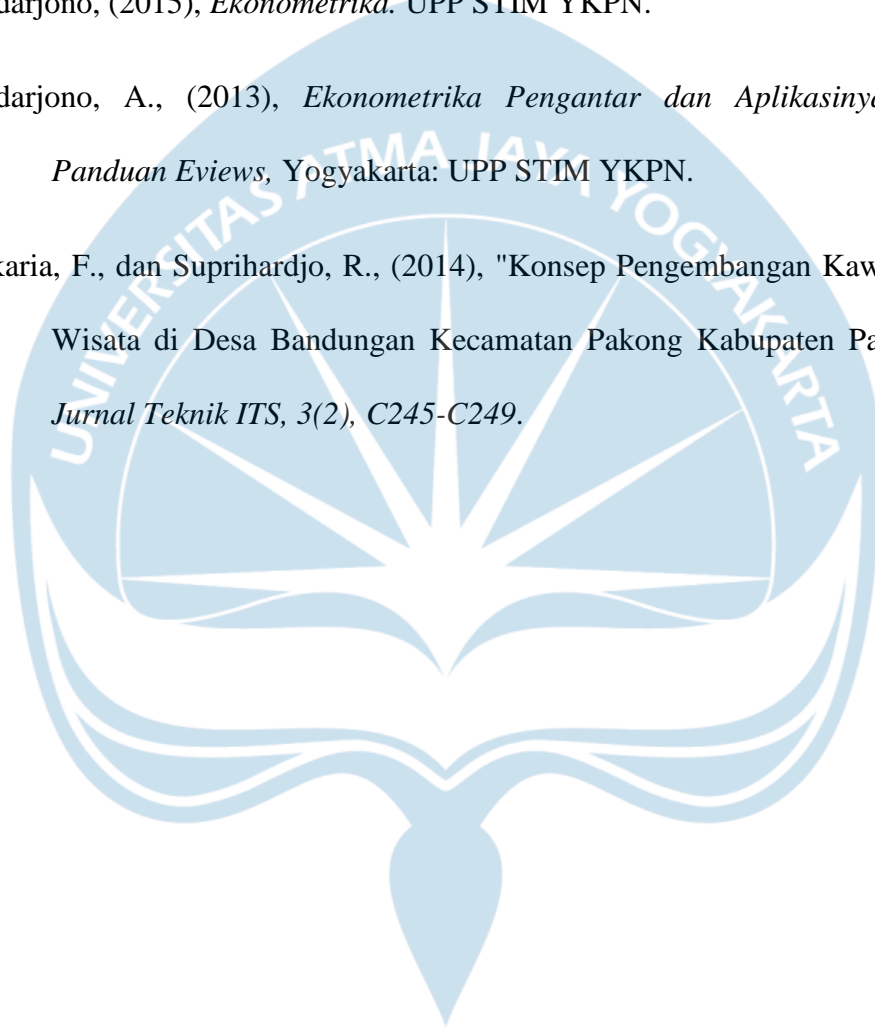 darjono, (2015), Ekonometrika. UPP STIM YKPN.
darjono, A., (2013), Ekonometrika Pengantar dan Aplikasinya
Panduan Eviews, Yogyakarta: UPP STIM YKPN.
karia, F., dan Suprihardjo, R., (2014), "Konsep Pengembangan Kaw
Wisata di Desa Bandungan Kecamatan Pakong Kabupaten Pa
Jurnal Teknik ITS, 3(2), C245-C249.
UNIVERSITAS ATMA JAYA YOGYAKARTA